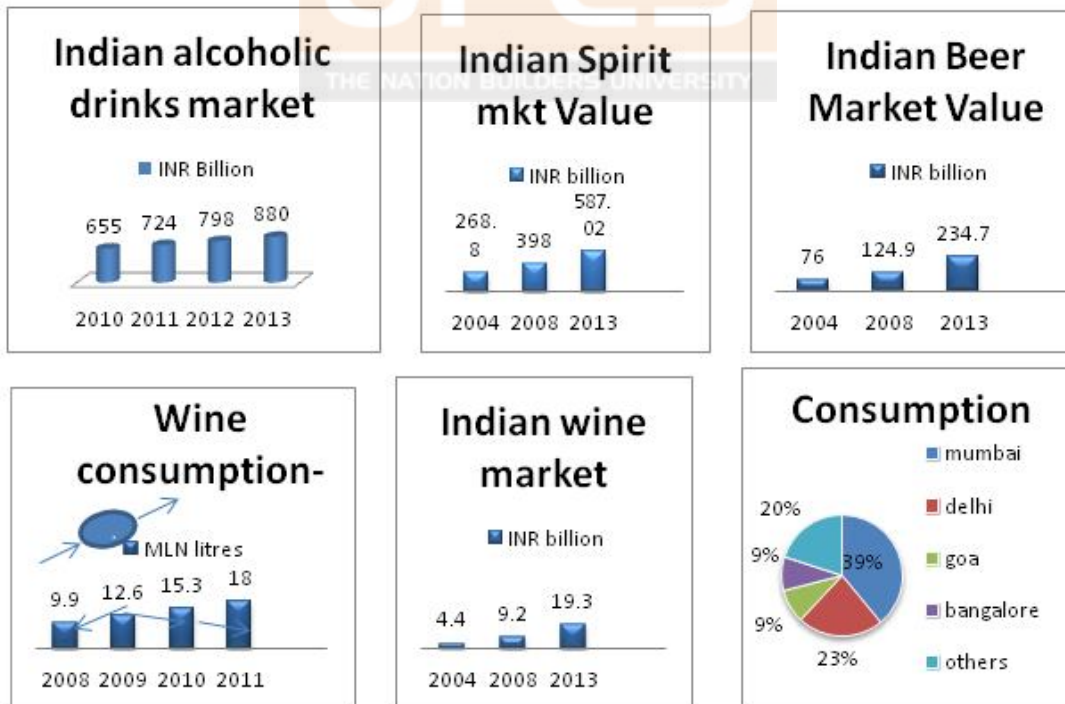 THE NATION BUILDERS UNIVERSITY
Indian alcoholic
drinks market
INR Billion
655 724 798 880
2010 2011 2012 2013
Indian Spirit
mkt Value
INR billion
268.
8
398
587.
02
2004 2008 2013
Indian Beer
Market Value
INR billion
76 124.9 234.7
2004 2008 2013
Wine
consumption-
MLN litres
9.9 12.6 15.3 18
2008 2009 2010 2011
Indian wine
market
INR billion
4.4 9.2 19.3
2004 2008 2013
Consumption
mumbai
delhi
goa
bangalore
others
39%
23%
9%
9%
20%